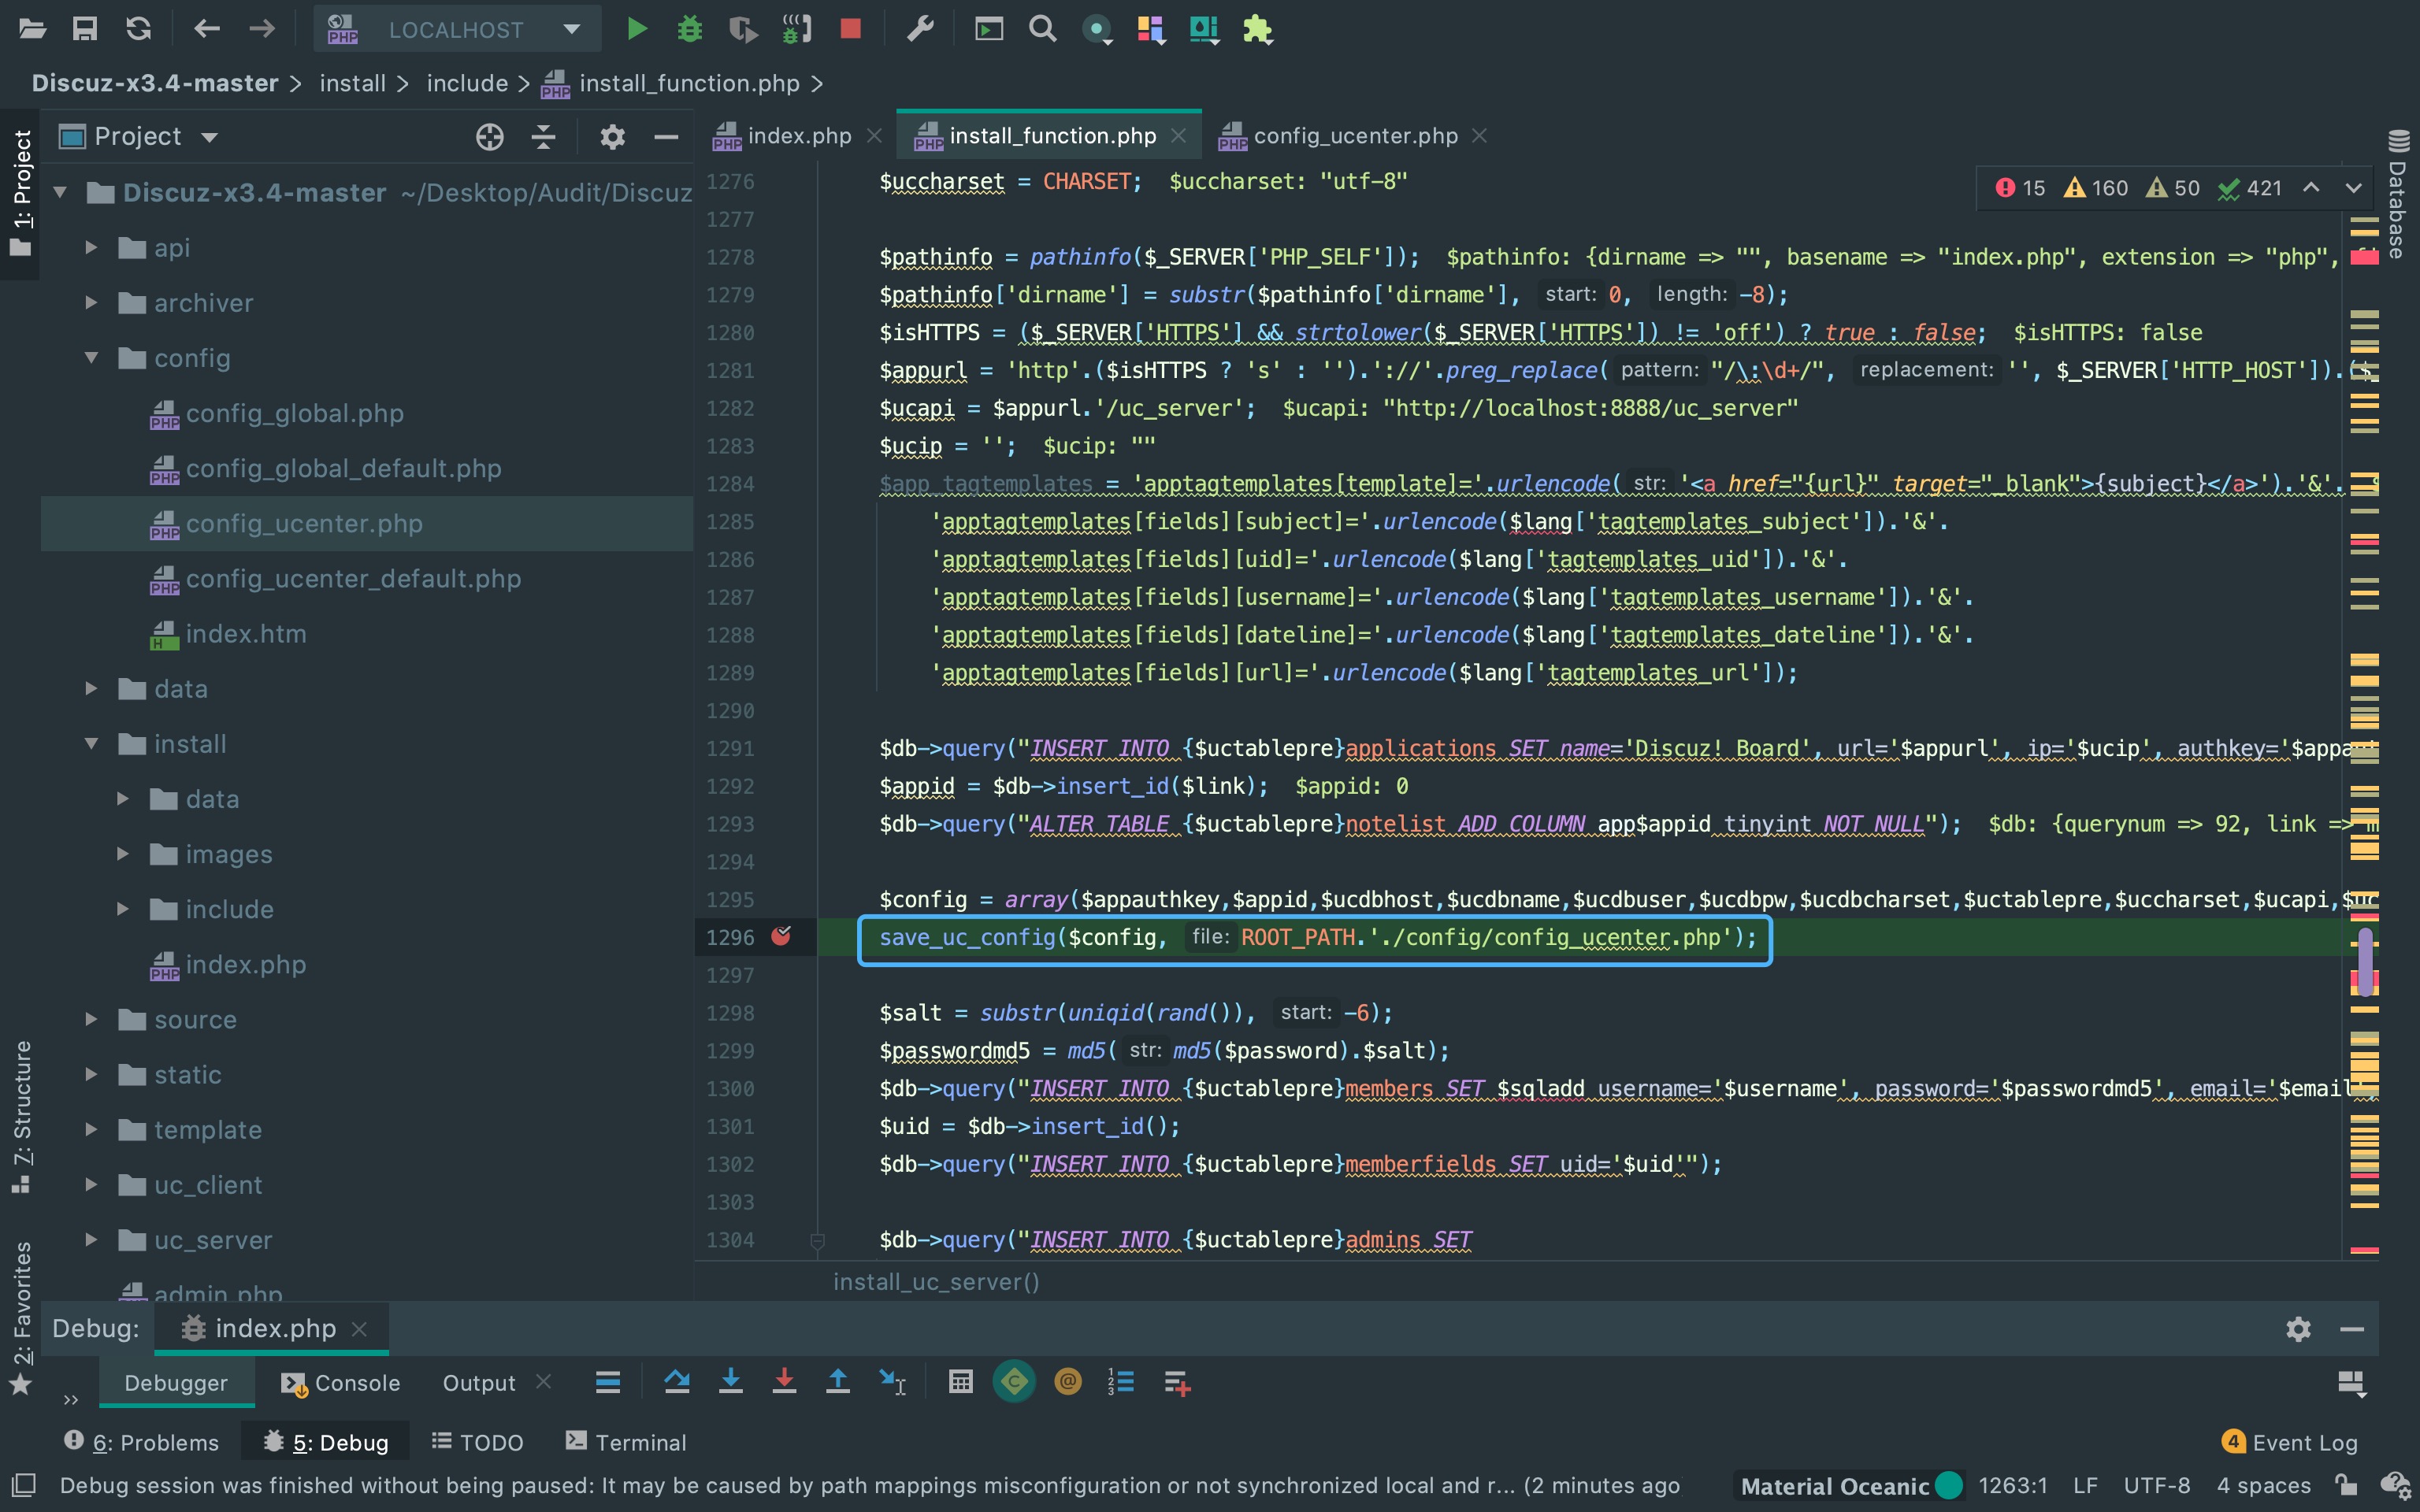 LOCALHOST
Discuz-x3.4-master > install > include > install_function.php >
1: Project
Project
index.php
install_function.php
config_ucenter.php
Database
Discuz-x3.4-master ~/Desktop/Audit/Discuz
api
archiver
config
config_global.php
config_global_default.php
config_ucenter.php
config_ucenter_default.php
index.htm
data
install
data
images
include
index.php
source
static
template
uc_client
uc_server
admin.php
7: Structure
2: Favorites
15 160 50 421
1276 $uccharset = CHARSET; $uccharset: "utf-8"
1277
1278 $pathinfo = pathinfo($_SERVER['PHP_SELF']); $pathinfo: {dirname => "", basename => "index.php", extension => "php",
1279 $pathinfo['dirname'] = substr($pathinfo['dirname'], start: 0, length: -8);
1280 $isHTTPS = ($_SERVER['HTTPS'] && strtolower($_SERVER['HTTPS']) != 'off') ? true : false; $isHTTPS: false
1281 $appurl = 'http'.($isHTTPS ? 's' : '').'://'.preg_replace( pattern: "/\:\d+/", replacement: '', $_SERVER['HTTP_HOST']).($_
1282 $ucapi = $appurl.'/uc_server'; $ucapi: "http://localhost:8888/uc_server"
1283 $ucip = ''; $ucip: ""
1284 $app_tagtemplates = 'apptagtemplates[template]='.urlencode( str: '<a href="{url}" target="_blank">{subject}</a>').'&'.
1285 'apptagtemplates[fields][subject]='.urlencode($lang['tagtemplates_subject']).'&'.
1286 'apptagtemplates[fields][uid]='.urlencode($lang['tagtemplates_uid']).'&'.
1287 'apptagtemplates[fields][username]='.urlencode($lang['tagtemplates_username']).'&'.
1288 'apptagtemplates[fields][dateline]='.urlencode($lang['tagtemplates_dateline']).'&'.
1289 'apptagtemplates[fields][url]='.urlencode($lang['tagtemplates_url']);
1290
1291 $db->query("INSERT INTO {$uctablepre}applications SET name='Discuz! Board', url='$appurl', ip='$ucip', authkey='$appa
1292 $appid = $db->insert_id($link); $appid: 0
1293 $db->query("ALTER TABLE {$uctablepre}notelist ADD COLUMN app$appid tinyint NOT NULL"); $db: {querynum => 92, link =>
1294
1295 $config = array($appauthkey,$appid,$ucdbhost,$ucdbname,$ucdbuser,$ucdbpw,$ucdbcharset,$uctablepre,$uccharset,$ucapi,$uc
1296 save_uc_config($config, file: ROOT_PATH.'./config/config_ucenter.php');
1297
1298 $salt = substr(uniqid(rand()), start: -6);
1299 $passwordmd5 = md5( str: md5($password).$salt);
1300 $db->query("INSERT INTO {$uctablepre}members SET $sqladd username='$username', password='$passwordmd5', email='$email'
1301 $uid = $db->insert_id();
1302 $db->query("INSERT INTO {$uctablepre}memberfields SET uid='$uid'");
1303
1304 $db->query("INSERT INTO {$uctablepre}admins SET
install_uc_server()
Debug: index.php
Debugger Console Output
6: Problems 5: Debug TODO Terminal 4 Event Log
Debug session was finished without being paused: It may be caused by path mappings misconfiguration or not synchronized local and r... (2 minutes ago Material Oceanic 1263:1 LF UTF-8 4 spaces